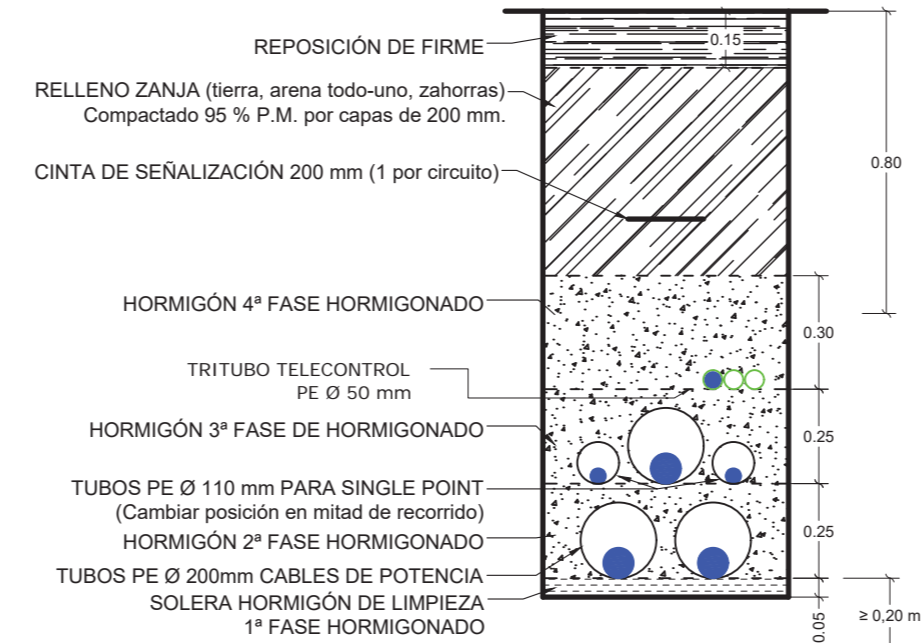 REPOSICIÓN DE FIRME
0.15
RELLENO ZANJA (tierra, arena todo-uno, zahorras)
Compactado 95 % P.M. por capas de 200 mm.
0.80
CINTA DE SEÑALIZACIÓN 200 mm (1 por circuito)
HORMIGÓN 4ª FASE HORMIGONADO
0.30
TRITUBO TELECONTROL
PE Ø 50 mm
HORMIGÓN 3ª FASE DE HORMIGONADO
0.25
TUBOS PE Ø 110 mm PARA SINGLE POINT
(Cambiar posición en mitad de recorrido)
HORMIGÓN 2ª FASE HORMIGONADO
0.25
TUBOS PE Ø 200mm CABLES DE POTENCIA
SOLERA HORMIGÓN DE LIMPIEZA
1ª FASE HORMIGONADO
0.05
≥ 0,20 m